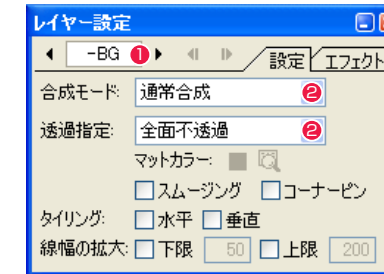 レイヤー設定
-BG 1 設定 エフェクト
合成モード: 通常合成 2
透過指定: 全面不透過 2
マットカラー:
スムージング コーナーピン
タイリング: 水平 垂直
線幅の拡大: 下限 50 上限 200